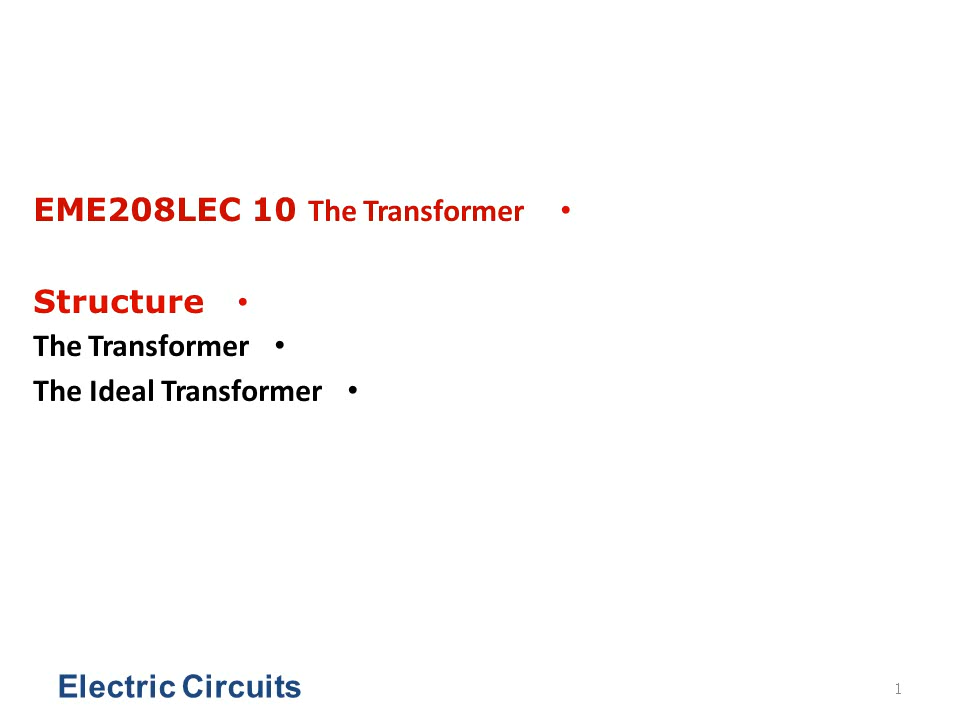 EME208LEC 10 The Transformer •
Structure •
The Transformer •
The Ideal Transformer •
Electric Circuits
1